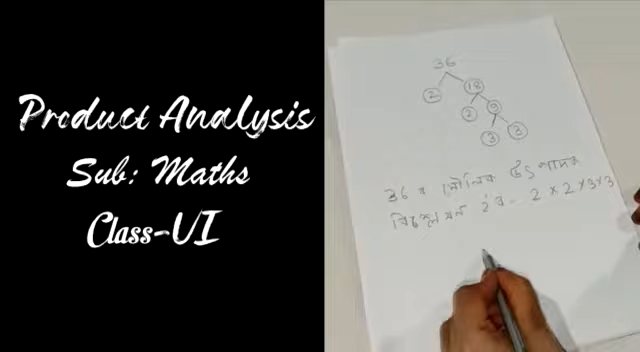 Product Analysis
Sub: Maths
Class-VI
36
2 18
2 9
3 3
36 র মৌলিক উৎপাদক
বিশ্লেষণ হ'ব - 2 × 2 × 3 × 3